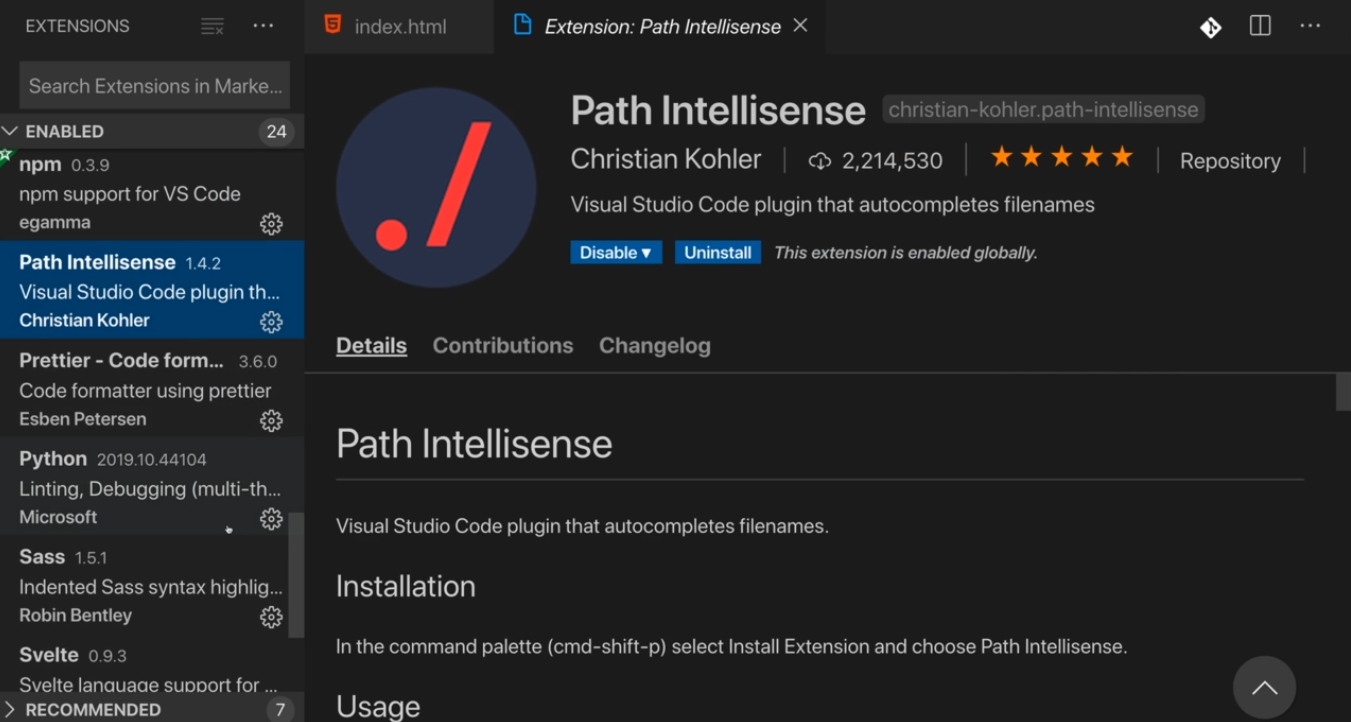 EXTENSIONS
Search Extensions in Marke...
ENABLED 24
npm 0.3.9
npm support for VS Code
egamma
Path Intellisense 1.4.2
Visual Studio Code plugin th...
Christian Kohler
Prettier - Code form... 3.6.0
Code formatter using prettier
Esben Petersen
Python 2019.10.44104
Linting, Debugging (multi-th...
Microsoft
Sass 1.5.1
Indented Sass syntax highlig...
Robin Bentley
Svelte 0.9.3
Svelte language support for ...
RECOMMENDED 7
index.html
Extension: Path Intellisense
Path Intellisense christian-kohler.path-intellisense
Christian Kohler 2,214,530 Repository
Visual Studio Code plugin that autocompletes filenames
Disable Uninstall This extension is enabled globally.
Details Contributions Changelog
Path Intellisense
Visual Studio Code plugin that autocompletes filenames.
Installation
In the command palette (cmd-shift-p) select Install Extension and choose Path Intellisense.
Usage